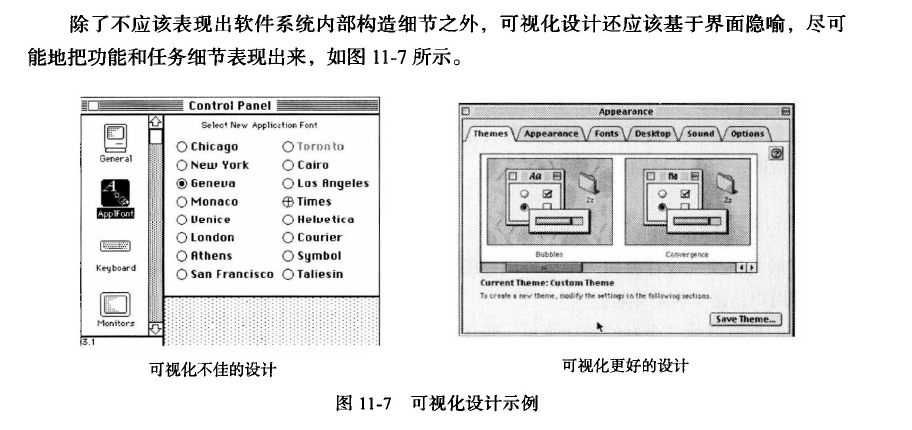 除了不应该表现出软件系统内部构造细节之外，可视化设计还应该基于界面隐喻，尽可
能地把功能和任务细节表现出来，如图 11-7 所示。
Control Panel
Select New Application Font
General
ApplFont
Keyboard
Monitors
3.1
Chicago
Toronto
New York
Cairo
Geneva
Los Angeles
Monaco
Times
Venice
Helvetica
London
Courier
Athens
Symbol
San Francisco
Taliesin
可视化不佳的设计
Appearance
Themes
Appearance
Fonts
Desktop
Sound
Options
Bubbles
Convergence
Current Theme: Custom Theme
To create a new theme, modify the settings in the following sections.
Save Theme...
可视化更好的设计
图 11-7 可视化设计示例